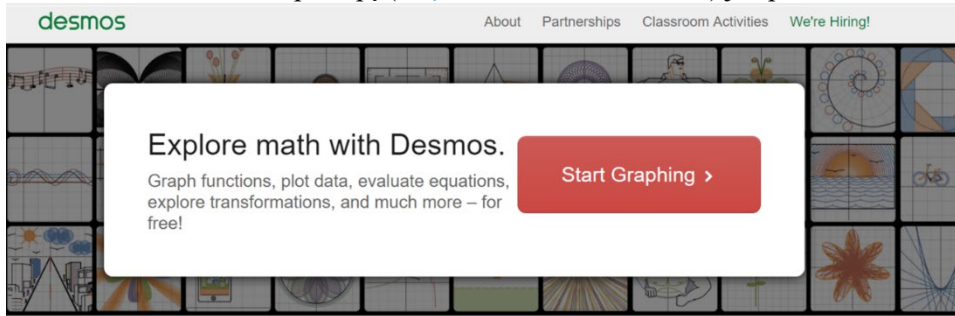 desmos About Partnerships Classroom Activities We're Hiring!
Explore math with Desmos.
Graph functions, plot data, evaluate equations,
explore transformations, and much more – for
free!
Start Graphing >